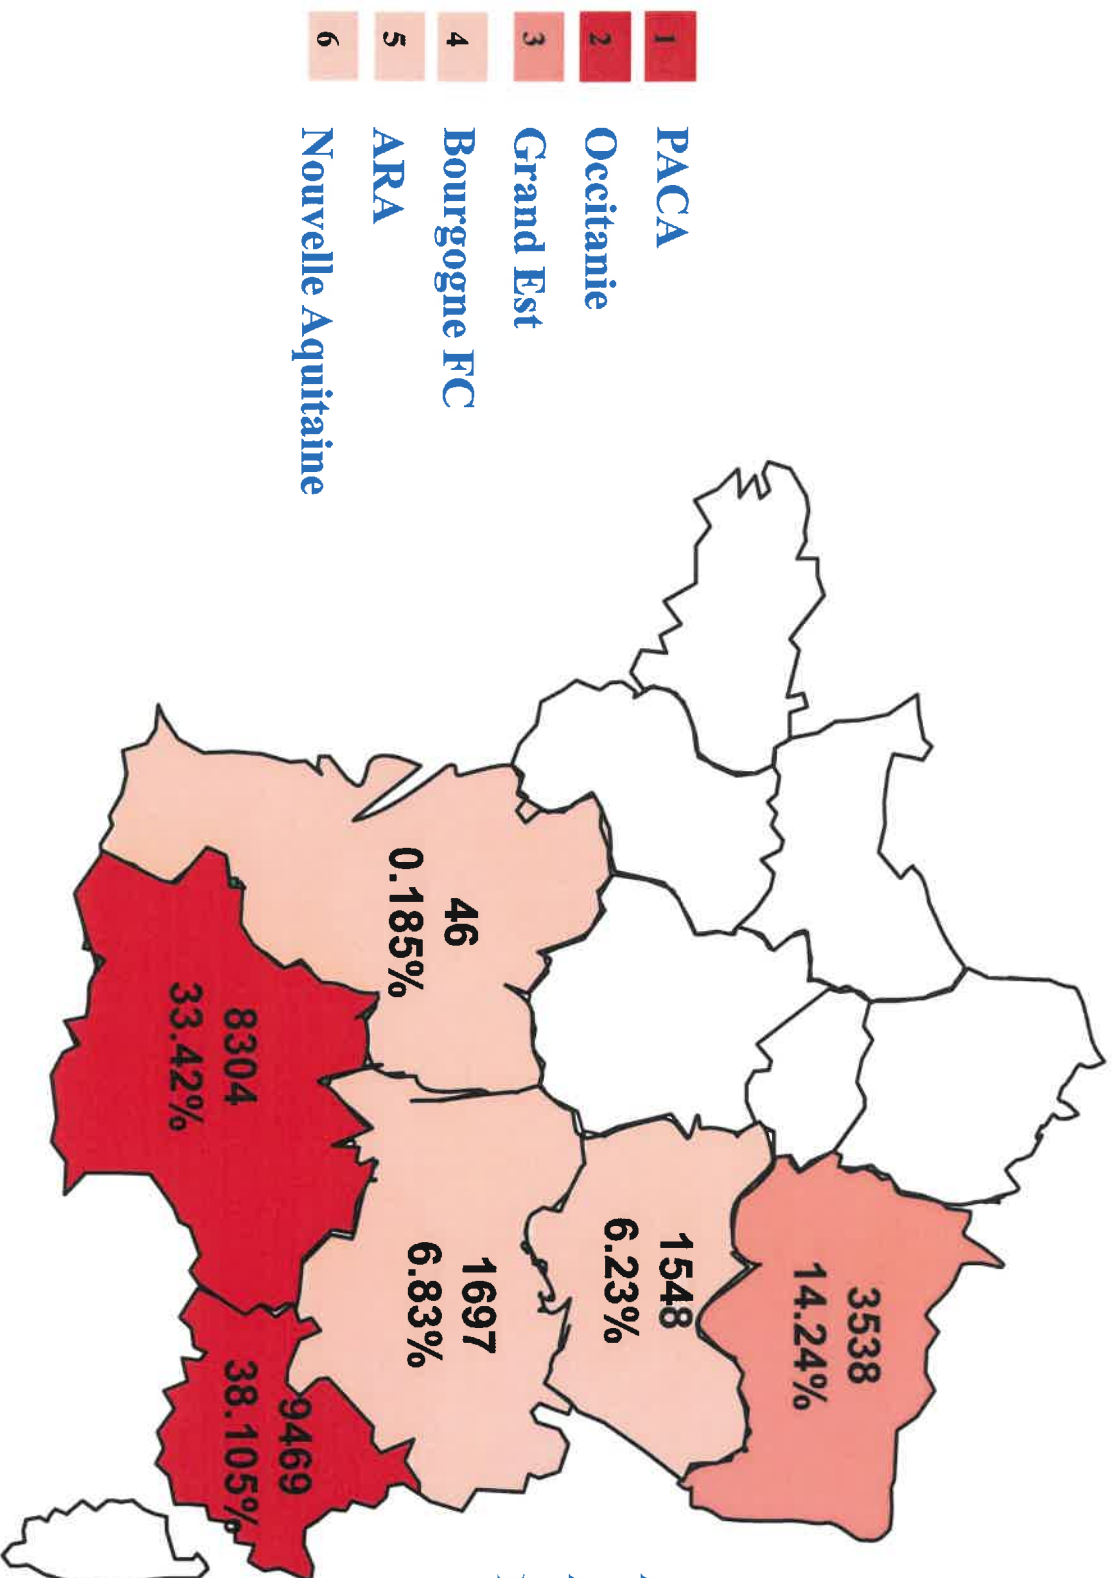 1 PACA
2 Occitanie
3 Grand Est
4 Bourgogne FC
5 ARA
6 Nouvelle Aquitaine
3538
14.24%
1548
6.23%
46
0.185%
1697
6.83%
8304
33.42%
9469
38.105%